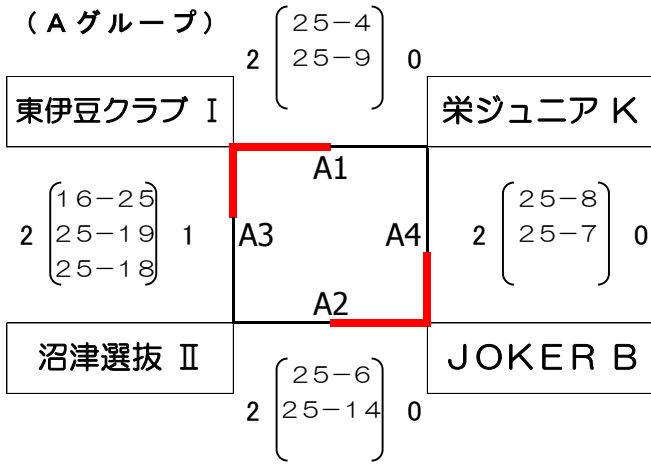 (Aグループ)
2 25-4 0
25-9
東伊豆クラブ Ⅰ
栄ジュニア K
A1
16-25
2 25-19 1
25-18
A3
A4
25-8
2 25-7 0
A2
沼津選抜 Ⅱ
JOKER B
25-6
2 25-14 0